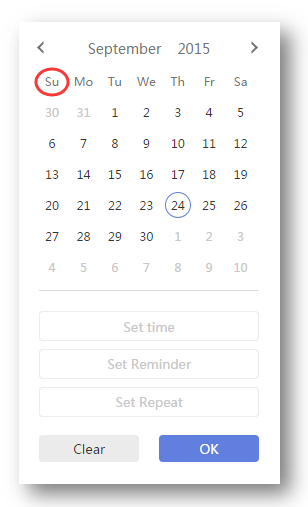 September 2015
Su Mo Tu We Th Fr Sa
30 31 1 2 3 4 5
6 7 8 9 10 11 12
13 14 15 16 17 18 19
20 21 22 23 24 25 26
27 28 29 30 1 2 3
4 5 6 7 8 9 10
Set time
Set Reminder
Set Repeat
Clear OK